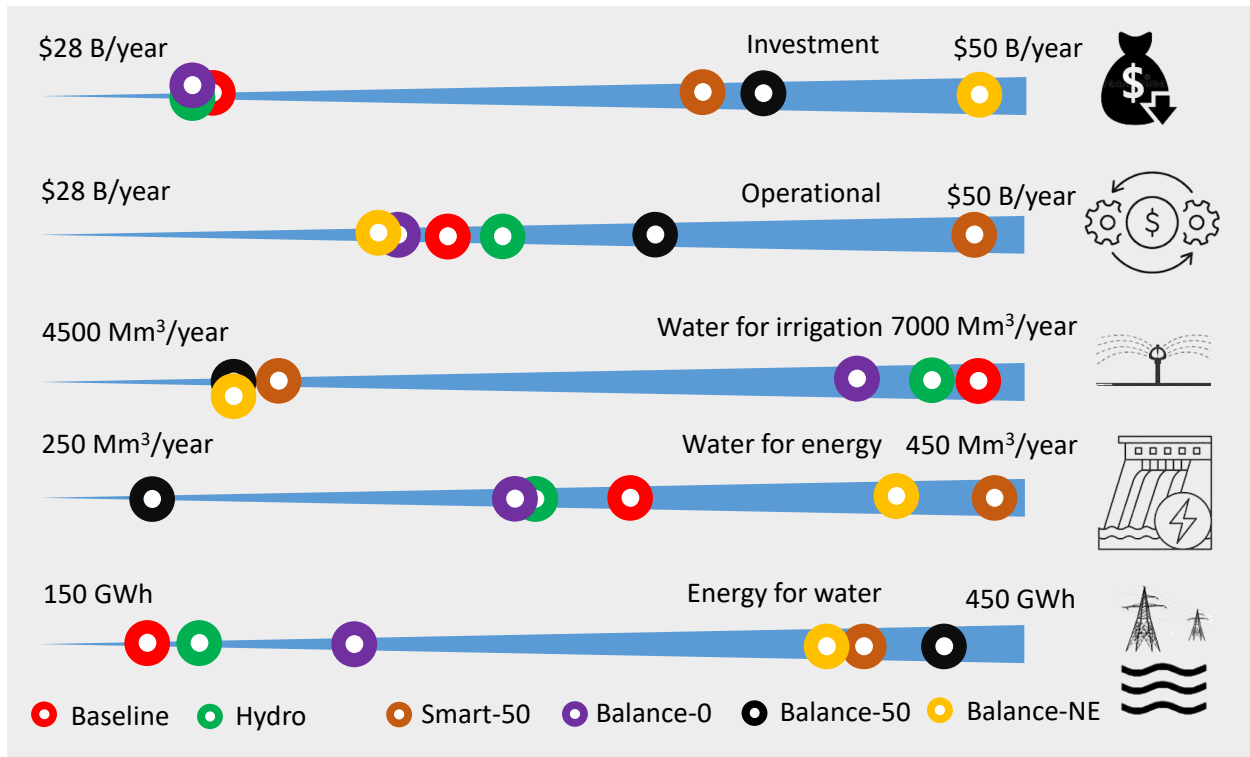 $28 B/year Investment $50 B/year
$
$28 B/year Operational $50 B/year
$
4500 Mm³/year Water for irrigation 7000 Mm³/year
250 Mm³/year Water for energy 450 Mm³/year
150 GWh Energy for water 450 GWh
Baseline Hydro Smart-50 Balance-0 Balance-50 Balance-NE